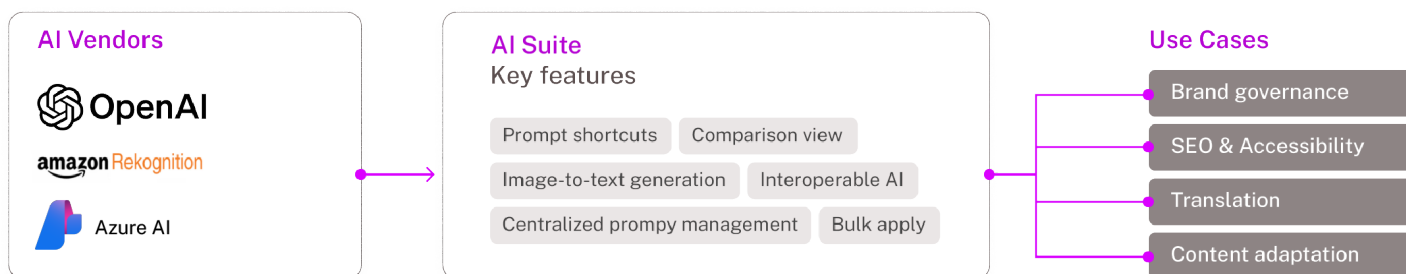 AI Vendors
OpenAI
amazon Rekognition
Azure AI
AI Suite
Key features
Prompt shortcuts
Comparison view
Image-to-text generation
Interoperable AI
Centralized prompy management
Bulk apply
Use Cases
Brand governance
SEO & Accessibility
Translation
Content adaptation